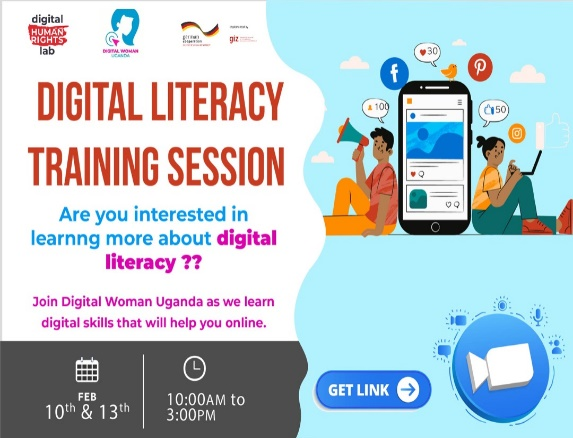 digital
HUMAN
RIGHTS
lab
DIGITAL WOMAN
UGANDA
german
cooperation
giz
DIGITAL LITERACY
TRAINING SESSION
Are you interested in
learnng more about digital
literacy ??
Join Digital Woman Uganda as we learn
digital skills that will help you online.
FEB
10th & 13th
10:00AM to
3:00PM
30
100
50
GET LINK